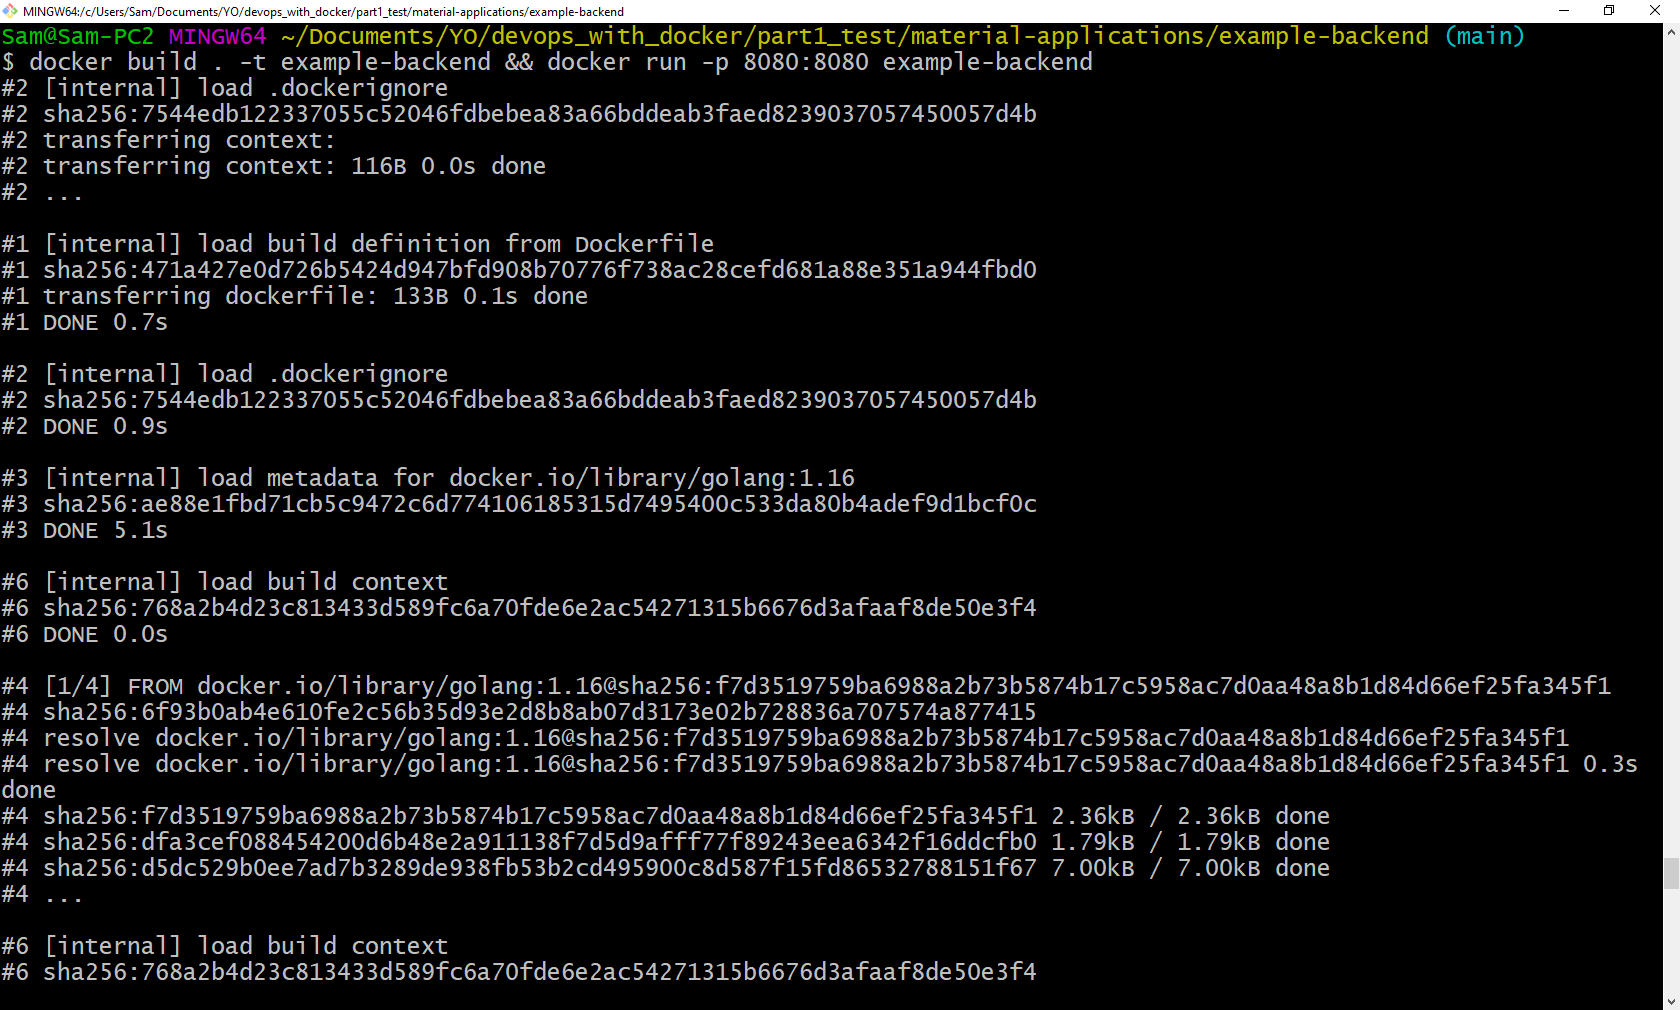 MINGW64:/c/Users/Sam/Documents/YO/devops_with_docker/part1_test/material-applications/example-backend
Sam@Sam-PC2 MINGW64 ~/Documents/YO/devops_with_docker/part1_test/material-applications/example-backend (main)
$ docker build . -t example-backend && docker run -p 8080:8080 example-backend
#2 [internal] load .dockerignore
#2 sha256:7544edb122337055c52046fdbebea83a66bddeab3faed8239037057450057d4b
#2 transferring context:
#2 transferring context: 116B 0.0s done
#2 ...
#1 [internal] load build definition from Dockerfile
#1 sha256:471a427e0d726b5424d947bfd908b70776f738ac28cefd681a88e351a944fbd0
#1 transferring dockerfile: 133B 0.1s done
#1 DONE 0.7s
#2 [internal] load .dockerignore
#2 sha256:7544edb122337055c52046fdbebea83a66bddeab3faed8239037057450057d4b
#2 DONE 0.9s
#3 [internal] load metadata for docker.io/library/golang:1.16
#3 sha256:ae88e1fbd71cb5c9472c6d774106185315d7495400c533da80b4adef9d1bcf0c
#3 DONE 5.1s
#6 [internal] load build context
#6 sha256:768a2b4d23c813433d589fc6a70fde6e2ac54271315b6676d3afaaf8de50e3f4
#6 DONE 0.0s
#4 [1/4] FROM docker.io/library/golang:1.16@sha256:f7d3519759ba6988a2b73b5874b17c5958ac7d0aa48a8b1d84d66ef25fa345f1
#4 sha256:6f93b0ab4e610fe2c56b35d93e2d8b8ab07d3173e02b728836a707574a877415
#4 resolve docker.io/library/golang:1.16@sha256:f7d3519759ba6988a2b73b5874b17c5958ac7d0aa48a8b1d84d66ef25fa345f1
#4 resolve docker.io/library/golang:1.16@sha256:f7d3519759ba6988a2b73b5874b17c5958ac7d0aa48a8b1d84d66ef25fa345f1 0.3s
done
#4 sha256:f7d3519759ba6988a2b73b5874b17c5958ac7d0aa48a8b1d84d66ef25fa345f1 2.36kB / 2.36kB done
#4 sha256:dfa3cef088454200d6b48e2a911138f7d5d9afff77f89243eea6342f16ddcfb0 1.79kB / 1.79kB done
#4 sha256:d5dc529b0ee7ad7b3289de938fb53b2cd495900c8d587f15fd86532788151f67 7.00kB / 7.00kB done
#4 ...
#6 [internal] load build context
#6 sha256:768a2b4d23c813433d589fc6a70fde6e2ac54271315b6676d3afaaf8de50e3f4